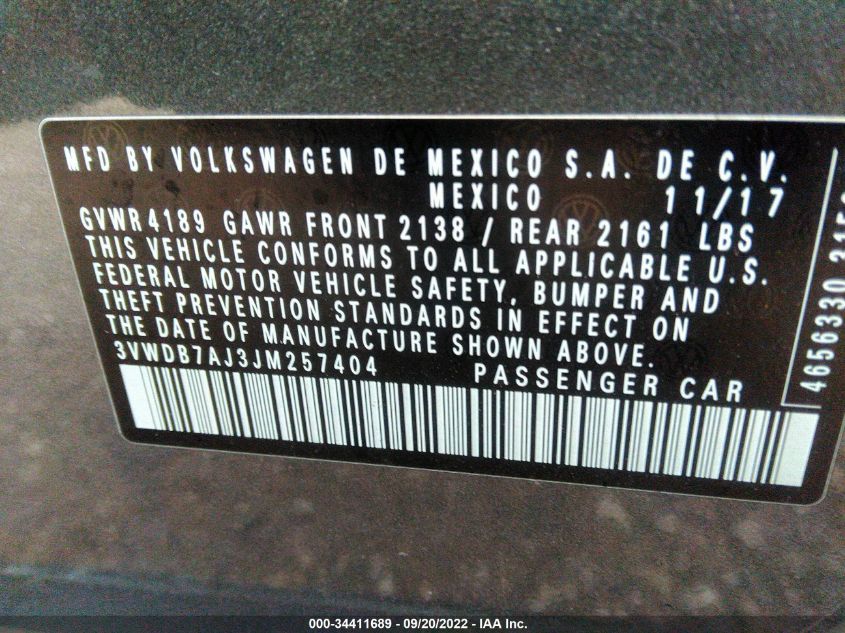 MFD BY VOLKSWAGEN DE MEXICO S.A. DE C.V.
MEXICO 11/17
GVWR 4189 GAWR FRONT 2138 / REAR 2161 LBS
THIS VEHICLE CONFORMS TO ALL APPLICABLE U.S.
FEDERAL MOTOR VEHICLE SAFETY, BUMPER AND
THEFT PREVENTION STANDARDS IN EFFECT ON
THE DATE OF MANUFACTURE SHOWN ABOVE.
3VWDB7AJ3JM257404 PASSENGER CAR
4656330
000-34411689 - 09/20/2022 - IAA Inc.